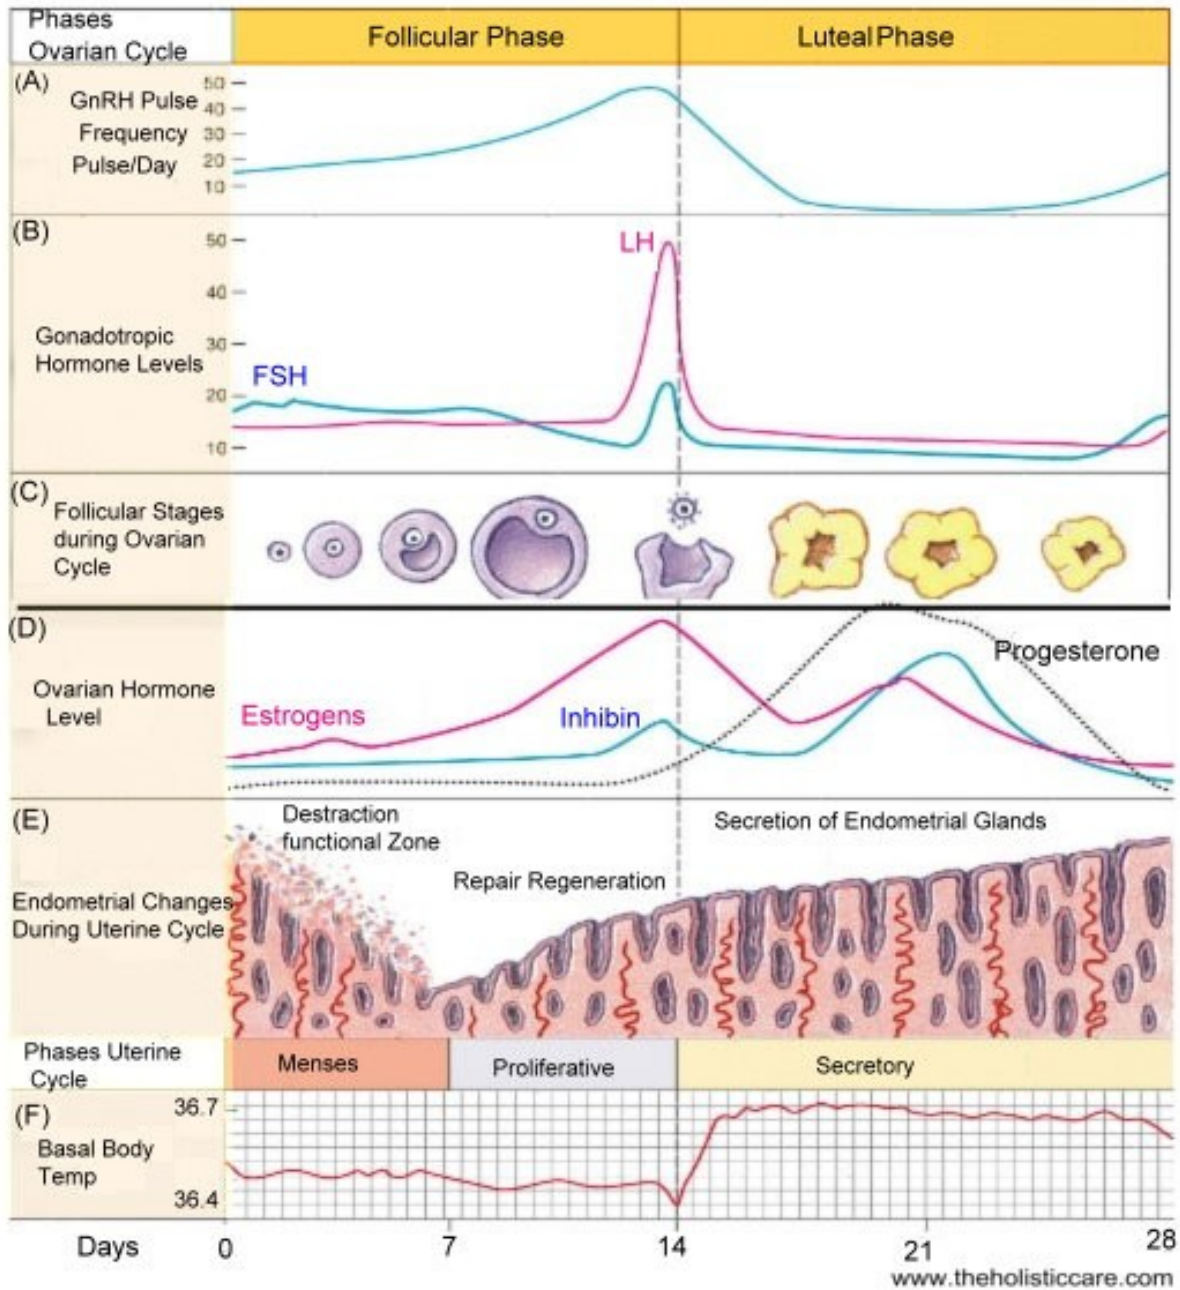 Phases
Ovarian Cycle
Follicular Phase
Luteal Phase
(A)
GnRH Pulse
Frequency
Pulse/Day
50
40
30
20
10
(B)
Gonadotropic
Hormone Levels
50
40
30
20
10
LH
FSH
(C)
Follicular Stages
during Ovarian
Cycle
(D)
Ovarian Hormone
Level
Estrogens
Inhibin
Progesterone
(E)
Endometrial Changes
During Uterine Cycle
Destraction
functional Zone
Repair Regeneration
Secretion of Endometrial Glands
Phases Uterine
Cycle
Menses
Proliferative
Secretory
(F)
Basal Body
Temp
36.7
36.4
Days
0
7
14
21
28
www.theholisticcare.com